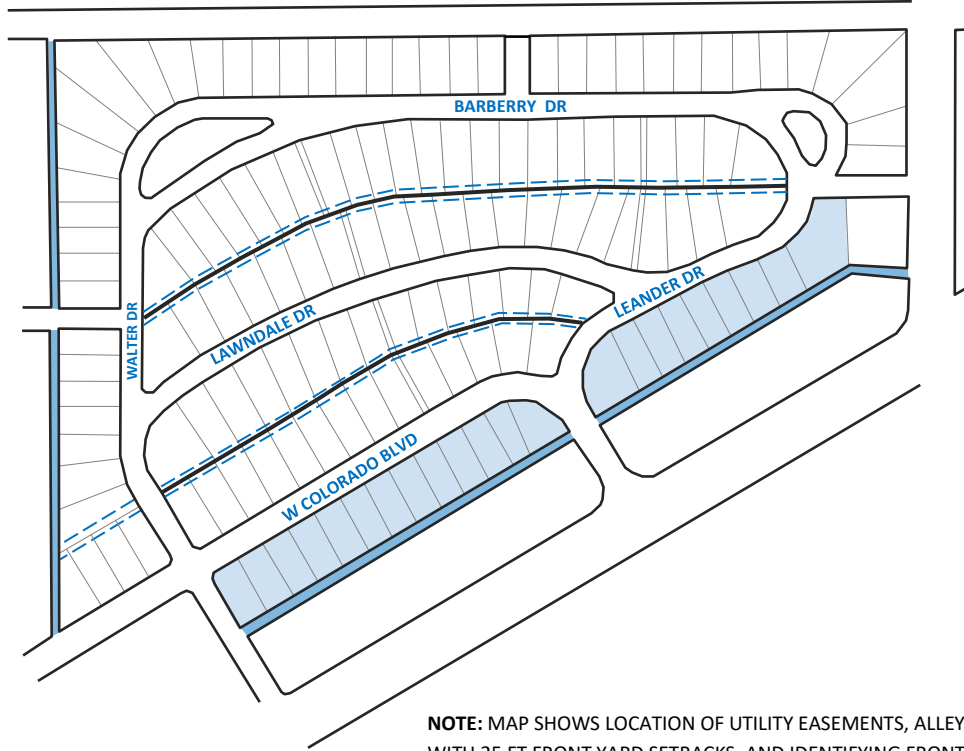 BARBERRY DR
WALTER DR
LAWNDALE DR
LEANDER DR
W COLORADO BLVD
NOTE: MAP SHOWS LOCATION OF UTILITY EASEMENTS, ALLEY